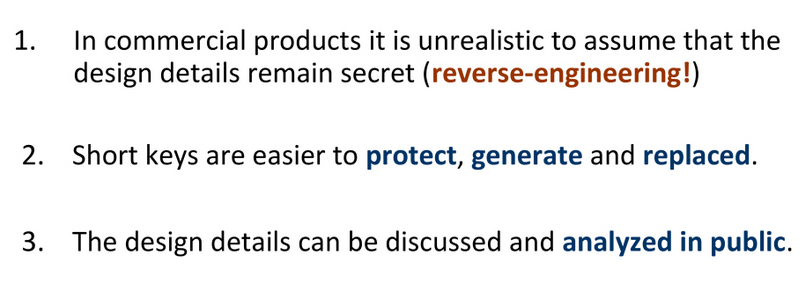 1. In commercial products it is unrealistic to assume that the
design details remain secret (reverse-engineering!)
2. Short keys are easier to protect, generate and replaced.
3. The design details can be discussed and analyzed in public.